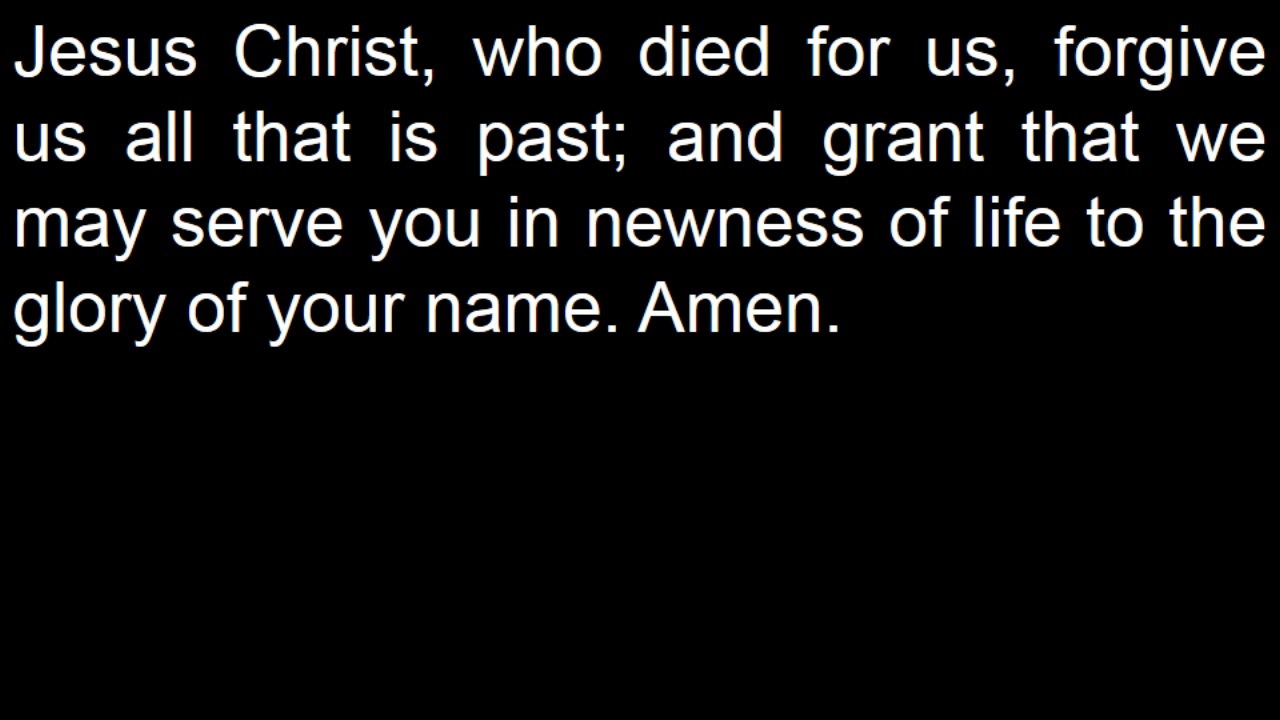 Jesus Christ, who died for us, forgive
us all that is past; and grant that we
may serve you in newness of life to the
glory of your name. Amen.